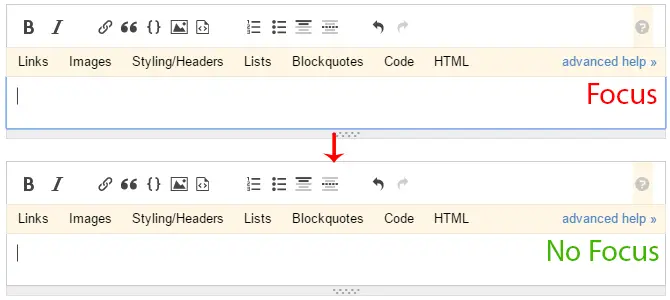 B I {} ?
Links Images Styling/Headers Lists Blockquotes Code HTML advanced help »
Focus
B I {} ?
Links Images Styling/Headers Lists Blockquotes Code HTML advanced help »
No Focus